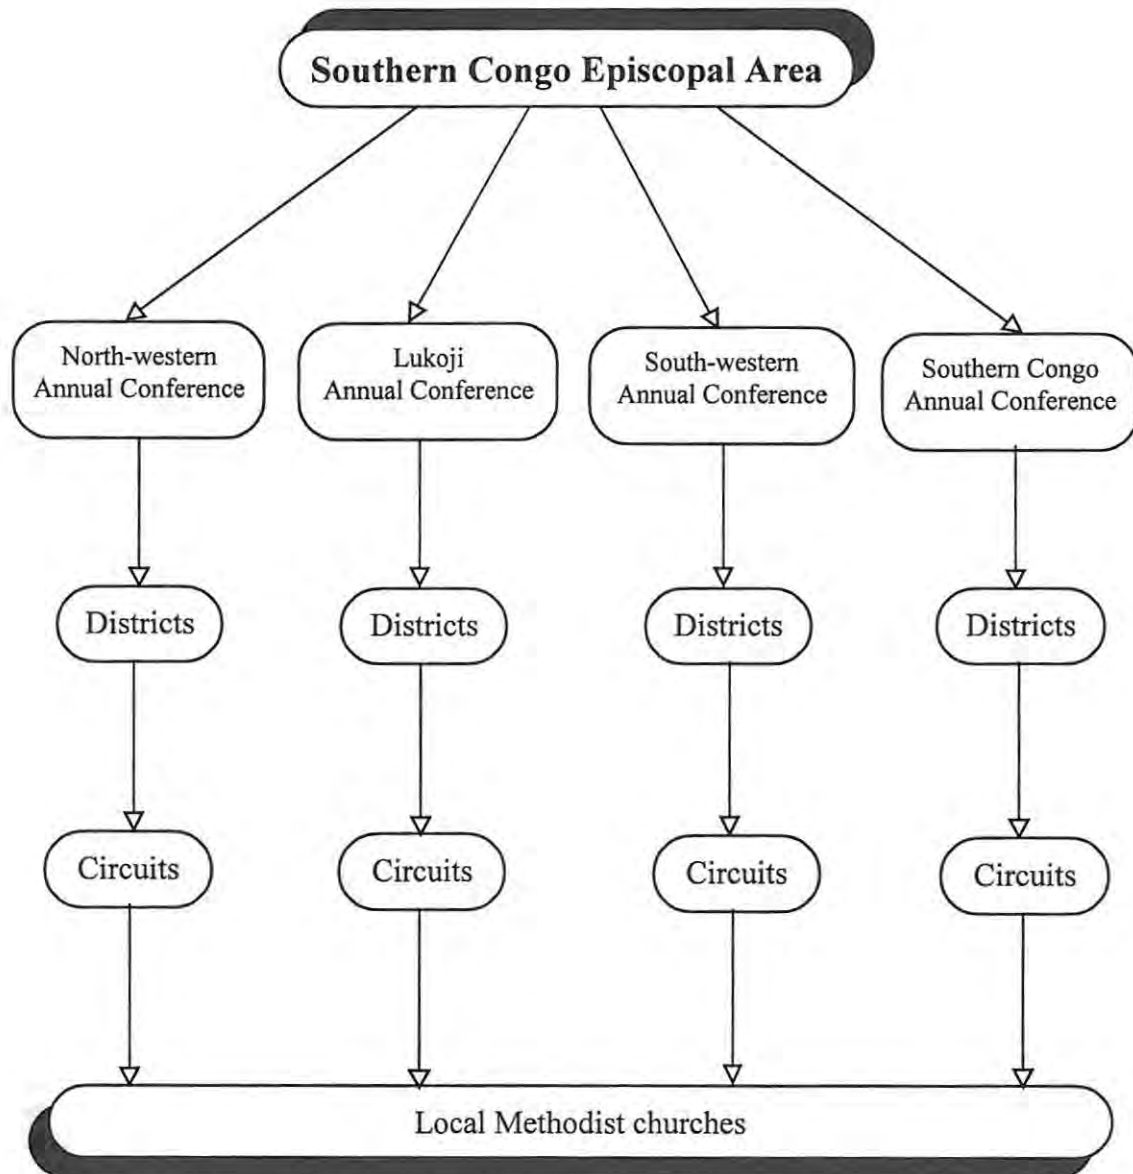 Southern Congo Episcopal Area
North-western
Annual Conference
Lukoji
Annual Conference
South-western
Annual Conference
Southern Congo
Annual Conference
Districts
Districts
Districts
Districts
Circuits
Circuits
Circuits
Circuits
Local Methodist churches